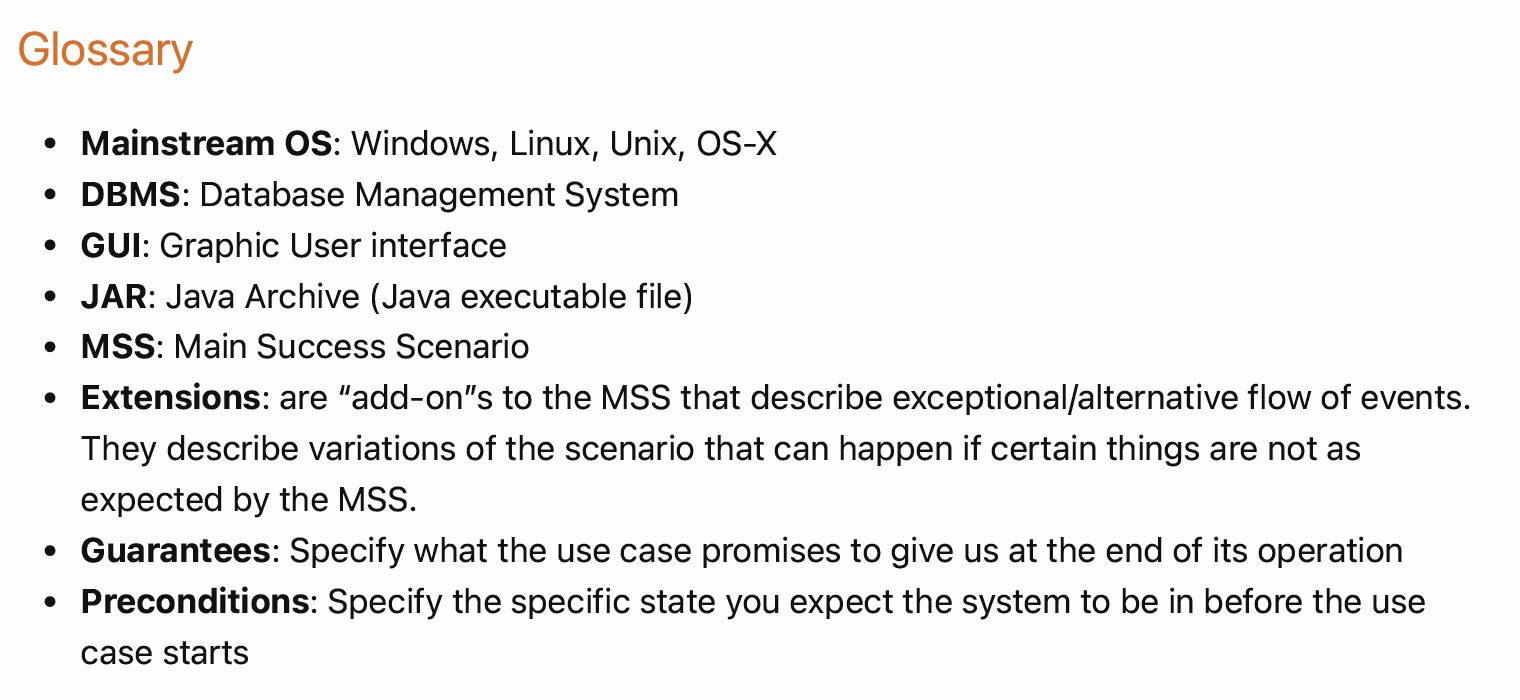 Glossary
• Mainstream OS: Windows, Linux, Unix, OS-X
• DBMS: Database Management System
• GUI: Graphic User interface
• JAR: Java Archive (Java executable file)
• MSS: Main Success Scenario
• Extensions: are “add-on”s to the MSS that describe exceptional/alternative flow of events.
They describe variations of the scenario that can happen if certain things are not as
expected by the MSS.
• Guarantees: Specify what the use case promises to give us at the end of its operation
• Preconditions: Specify the specific state you expect the system to be in before the use
case starts